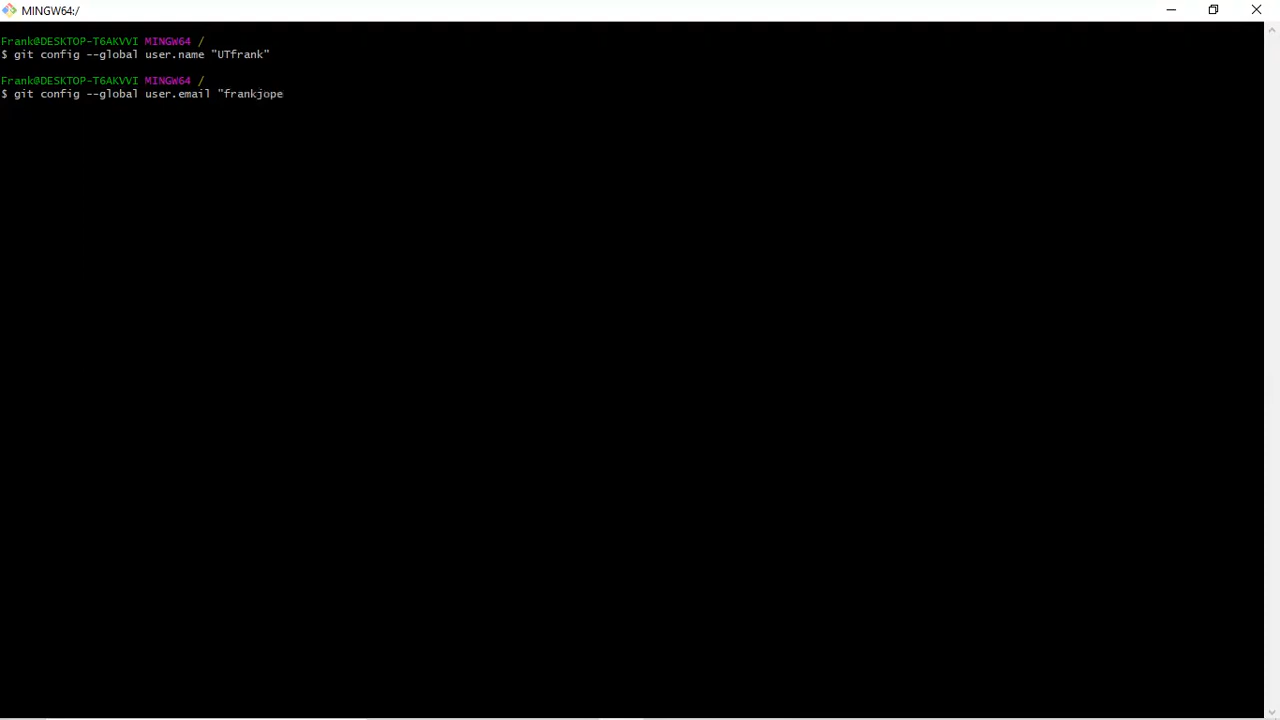 MINGW64:/
Frank@DESKTOP-T6AKVVI MINGW64 /
$ git config --global user.name "UTfrank"
Frank@DESKTOP-T6AKVVI MINGW64 /
$ git config --global user.email "frankjope